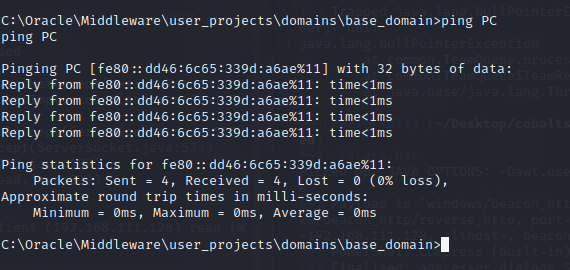 C:\Oracle\Middleware\user_projects\domains\base_domain>ping PC
ping PC
Pinging PC [fe80::dd46:6c65:339d:a6ae%11] with 32 bytes of data:
Reply from fe80::dd46:6c65:339d:a6ae%11: time<1ms
Reply from fe80::dd46:6c65:339d:a6ae%11: time<1ms
Reply from fe80::dd46:6c65:339d:a6ae%11: time<1ms
Reply from fe80::dd46:6c65:339d:a6ae%11: time<1ms
Ping statistics for fe80::dd46:6c65:339d:a6ae%11:
Packets: Sent = 4, Received = 4, Lost = 0 (0% loss),
Approximate round trip times in milli-seconds:
Minimum = 0ms, Maximum = 0ms, Average = 0ms
C:\Oracle\Middleware\user_projects\domains\base_domain>